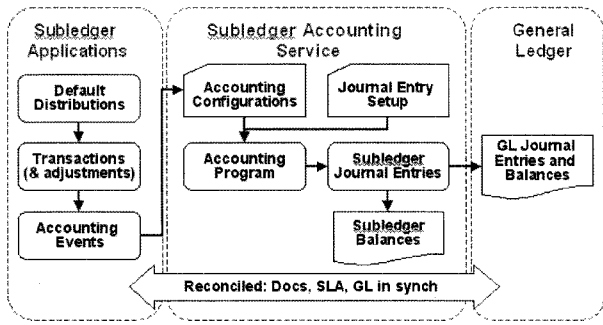 Subledger
Applications
Subledger Accounting
Service
General
Ledger
Default
Distributions
Accounting
Configurations
Journal Entry
Setup
Transactions
(& adjustments)
Accounting
Program
Subledger
Journal Entries
GL Journal
Entries and
Balances
Accounting
Events
Subledger
Balances
Reconciled: Docs, SLA, GL in synch